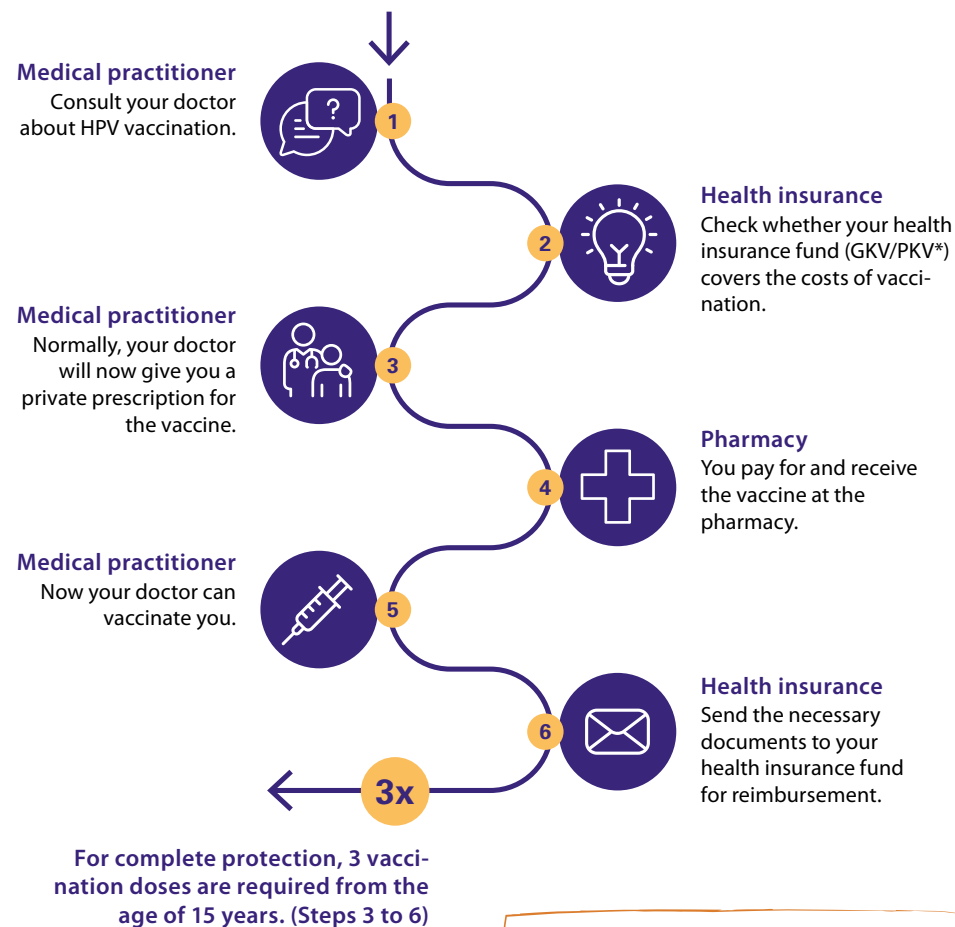 Medical practitioner
Consult your doctor
about HPV vaccination.
?
1
Health insurance
Check whether your health
insurance fund (GKV/PKV*)
covers the costs of vacci-
nation.
2
Medical practitioner
Normally, your doctor
will now give you a
private prescription for
the vaccine.
3
Pharmacy
You pay for and receive
the vaccine at the
pharmacy.
4
Medical practitioner
Now your doctor can
vaccinate you.
5
Health insurance
Send the necessary
documents to your
health insurance fund
for reimbursement.
6
3x
For complete protection, 3 vacci-
nation doses are required from the
age of 15 years. (Steps 3 to 6)